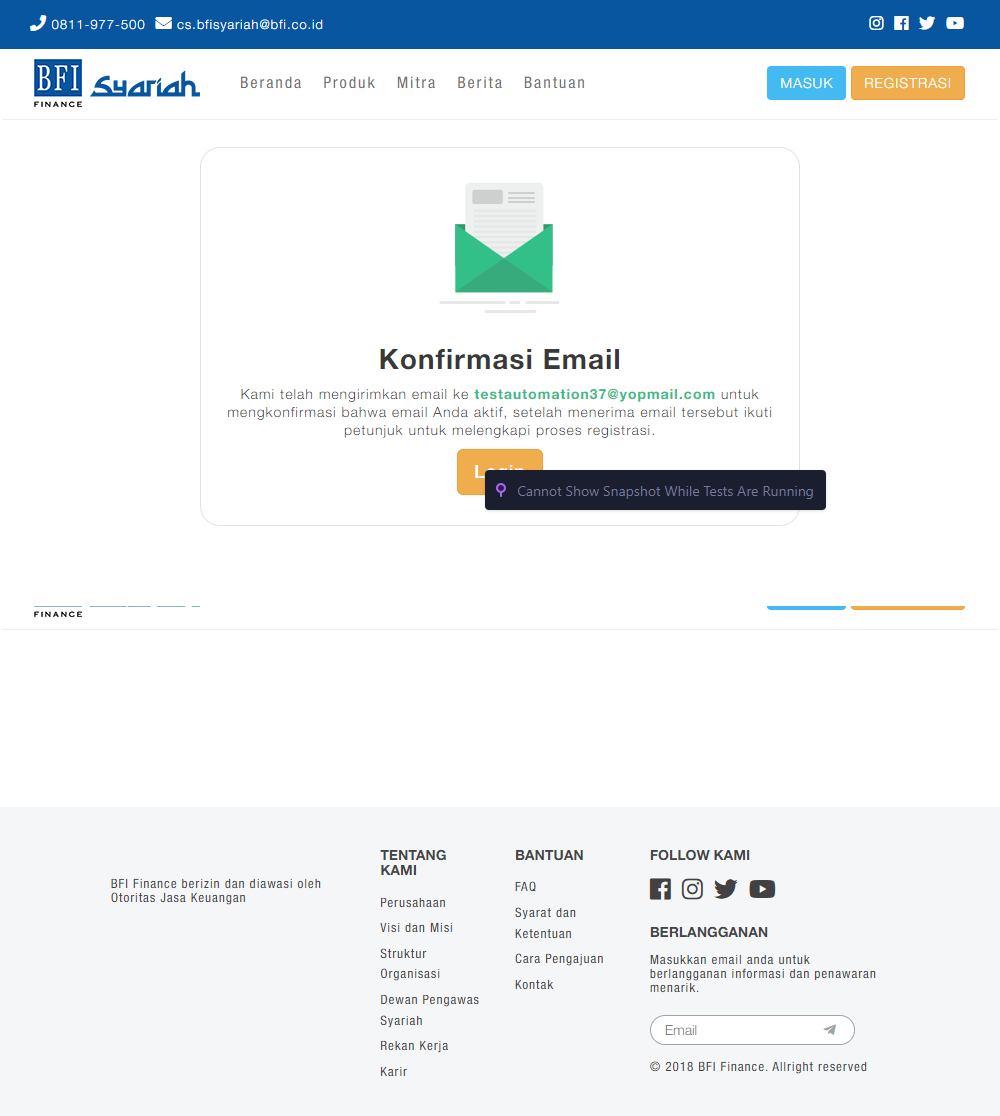 0811-977-500 cs.bfisyariah@bfi.co.id
BFI Syariah
FINANCE
Beranda Produk Mitra Berita Bantuan
MASUK REGISTRASI
Konfirmasi Email
Kami telah mengirimkan email ke testautomation37@yopmail.com untuk
mengkonfirmasi bahwa email Anda aktif, setelah menerima email tersebut ikuti
petunjuk untuk melengkapi proses registrasi.
Login
Cannot Show Snapshot While Tests Are Running
FINANCE
BFI Finance berizin dan diawasi oleh
Otoritas Jasa Keuangan
TENTANG
KAMI
Perusahaan
Visi dan Misi
Struktur
Organisasi
Dewan Pengawas
Syariah
Rekan Kerja
Karir
BANTUAN
FAQ
Syarat dan
Ketentuan
Cara Pengajuan
Kontak
FOLLOW KAMI
BERLANGGANAN
Masukkan email anda untuk
berlangganan informasi dan penawaran
menarik.
Email
© 2018 BFI Finance. Allright reserved